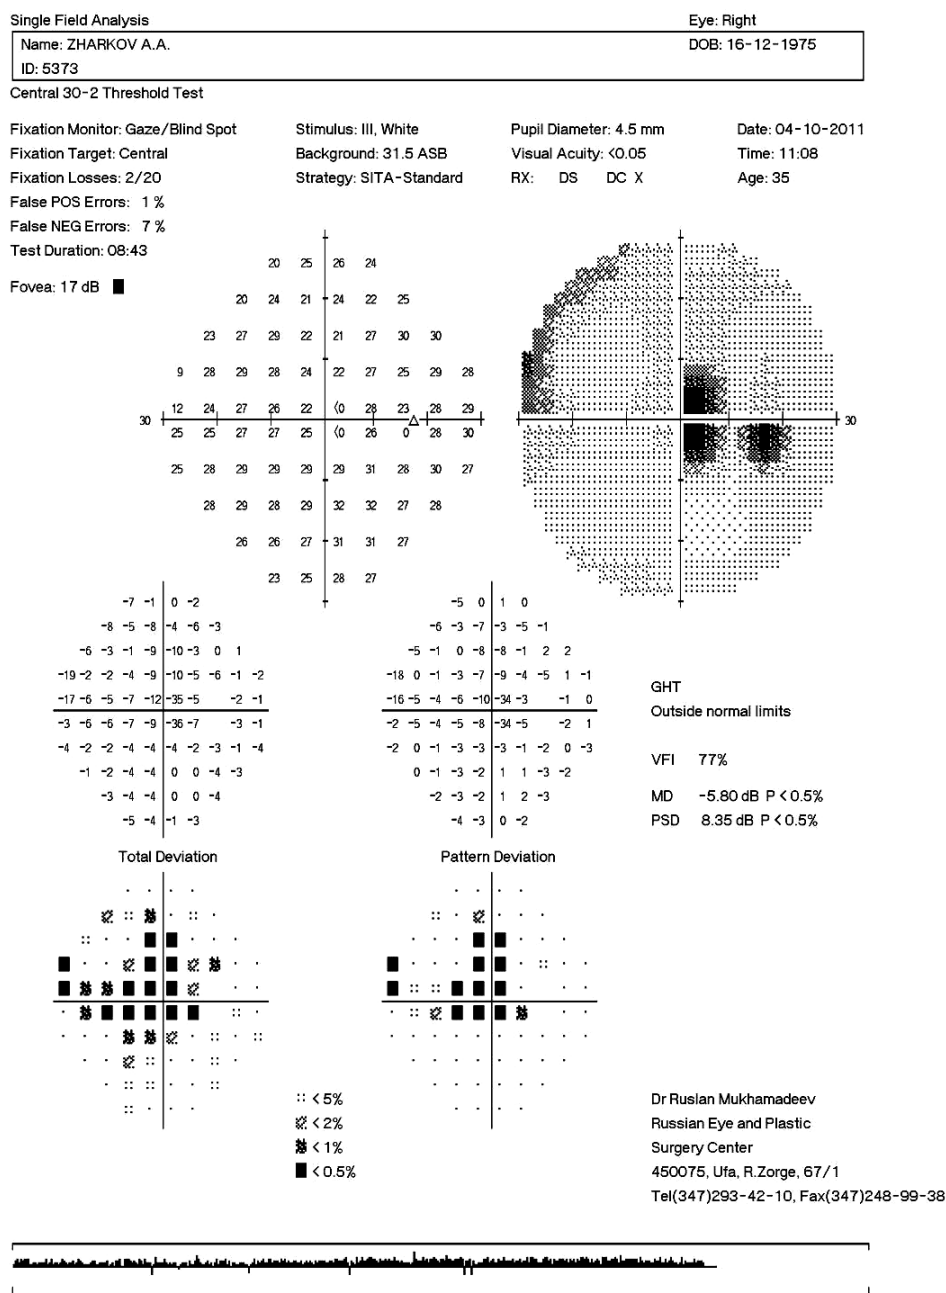 Single Field Analysis
Eye: Right
Name: ZHARKOV A.A.
DOB: 16-12-1975
ID: 5373
Central 30-2 Threshold Test
Fixation Monitor: Gaze/Blind Spot
Stimulus: III, White
Pupil Diameter: 4.5 mm
Date: 04-10-2011
Fixation Target: Central
Background: 31.5 ASB
Visual Acuity: <0.05
Time: 11:08
Fixation Losses: 2/20
Strategy: SITA-Standard
RX: DS DC X
Age: 35
False POS Errors: 1 %
False NEG Errors: 7 %
Test Duration: 08:43
Fovea: 17 dB
20 25 26 24
20 24 21 24 22 25
23 27 29 22 21 27 30 30
9 28 29 28 24 22 27 25 29 28
12 24 27 26 22 <0 28 23 28 29
30 30
25 25 27 27 25 <0 26 0 28 30
25 28 29 29 29 29 31 28 30 27
28 29 28 29 32 32 27 28
26 26 27 31 31 27
23 25 28 27
-7 -1 0 -2
-8 -5 -8 -4 -6 -3
-6 -3 -1 -9 -10 -3 0 1
-19 -2 -2 -4 -9 -10 -5 -6 -1 -2
-17 -6 -5 -7 -12 -35 -5 -2 -1
-3 -6 -6 -7 -9 -36 -7 -3 -1
-4 -2 -2 -4 -4 -4 -2 -3 -1 -4
-1 -2 -4 -4 0 0 -4 -3
-3 -4 -4 0 0 -4
-5 -4 -1 -3
Total Deviation
-5 0 1 0
-6 -3 -7 -3 -5 -1
-5 -1 0 -8 -8 -1 2 2
-18 0 -1 -3 -7 -9 -4 -5 1 -1
-16 -5 -4 -6 -10 -34 -3 -1 0
-2 -5 -4 -5 -8 -34 -5 -2 1
-2 0 -1 -3 -3 -3 -1 -2 0 -3
0 -1 -3 -2 1 1 -3 -2
-2 -3 -2 1 2 -3
-4 -3 0 -2
Pattern Deviation
GHT
Outside normal limits
VFI 77%
MD -5.80 dB P < 0.5%
PSD 8.35 dB P < 0.5%
< 5%
< 2%
< 1%
< 0.5%
Dr Ruslan Mukhamadeev
Russian Eye and Plastic
Surgery Center
450075, Ufa, R.Zorge, 67/1
Tel(347)293-42-10, Fax(347)248-99-38